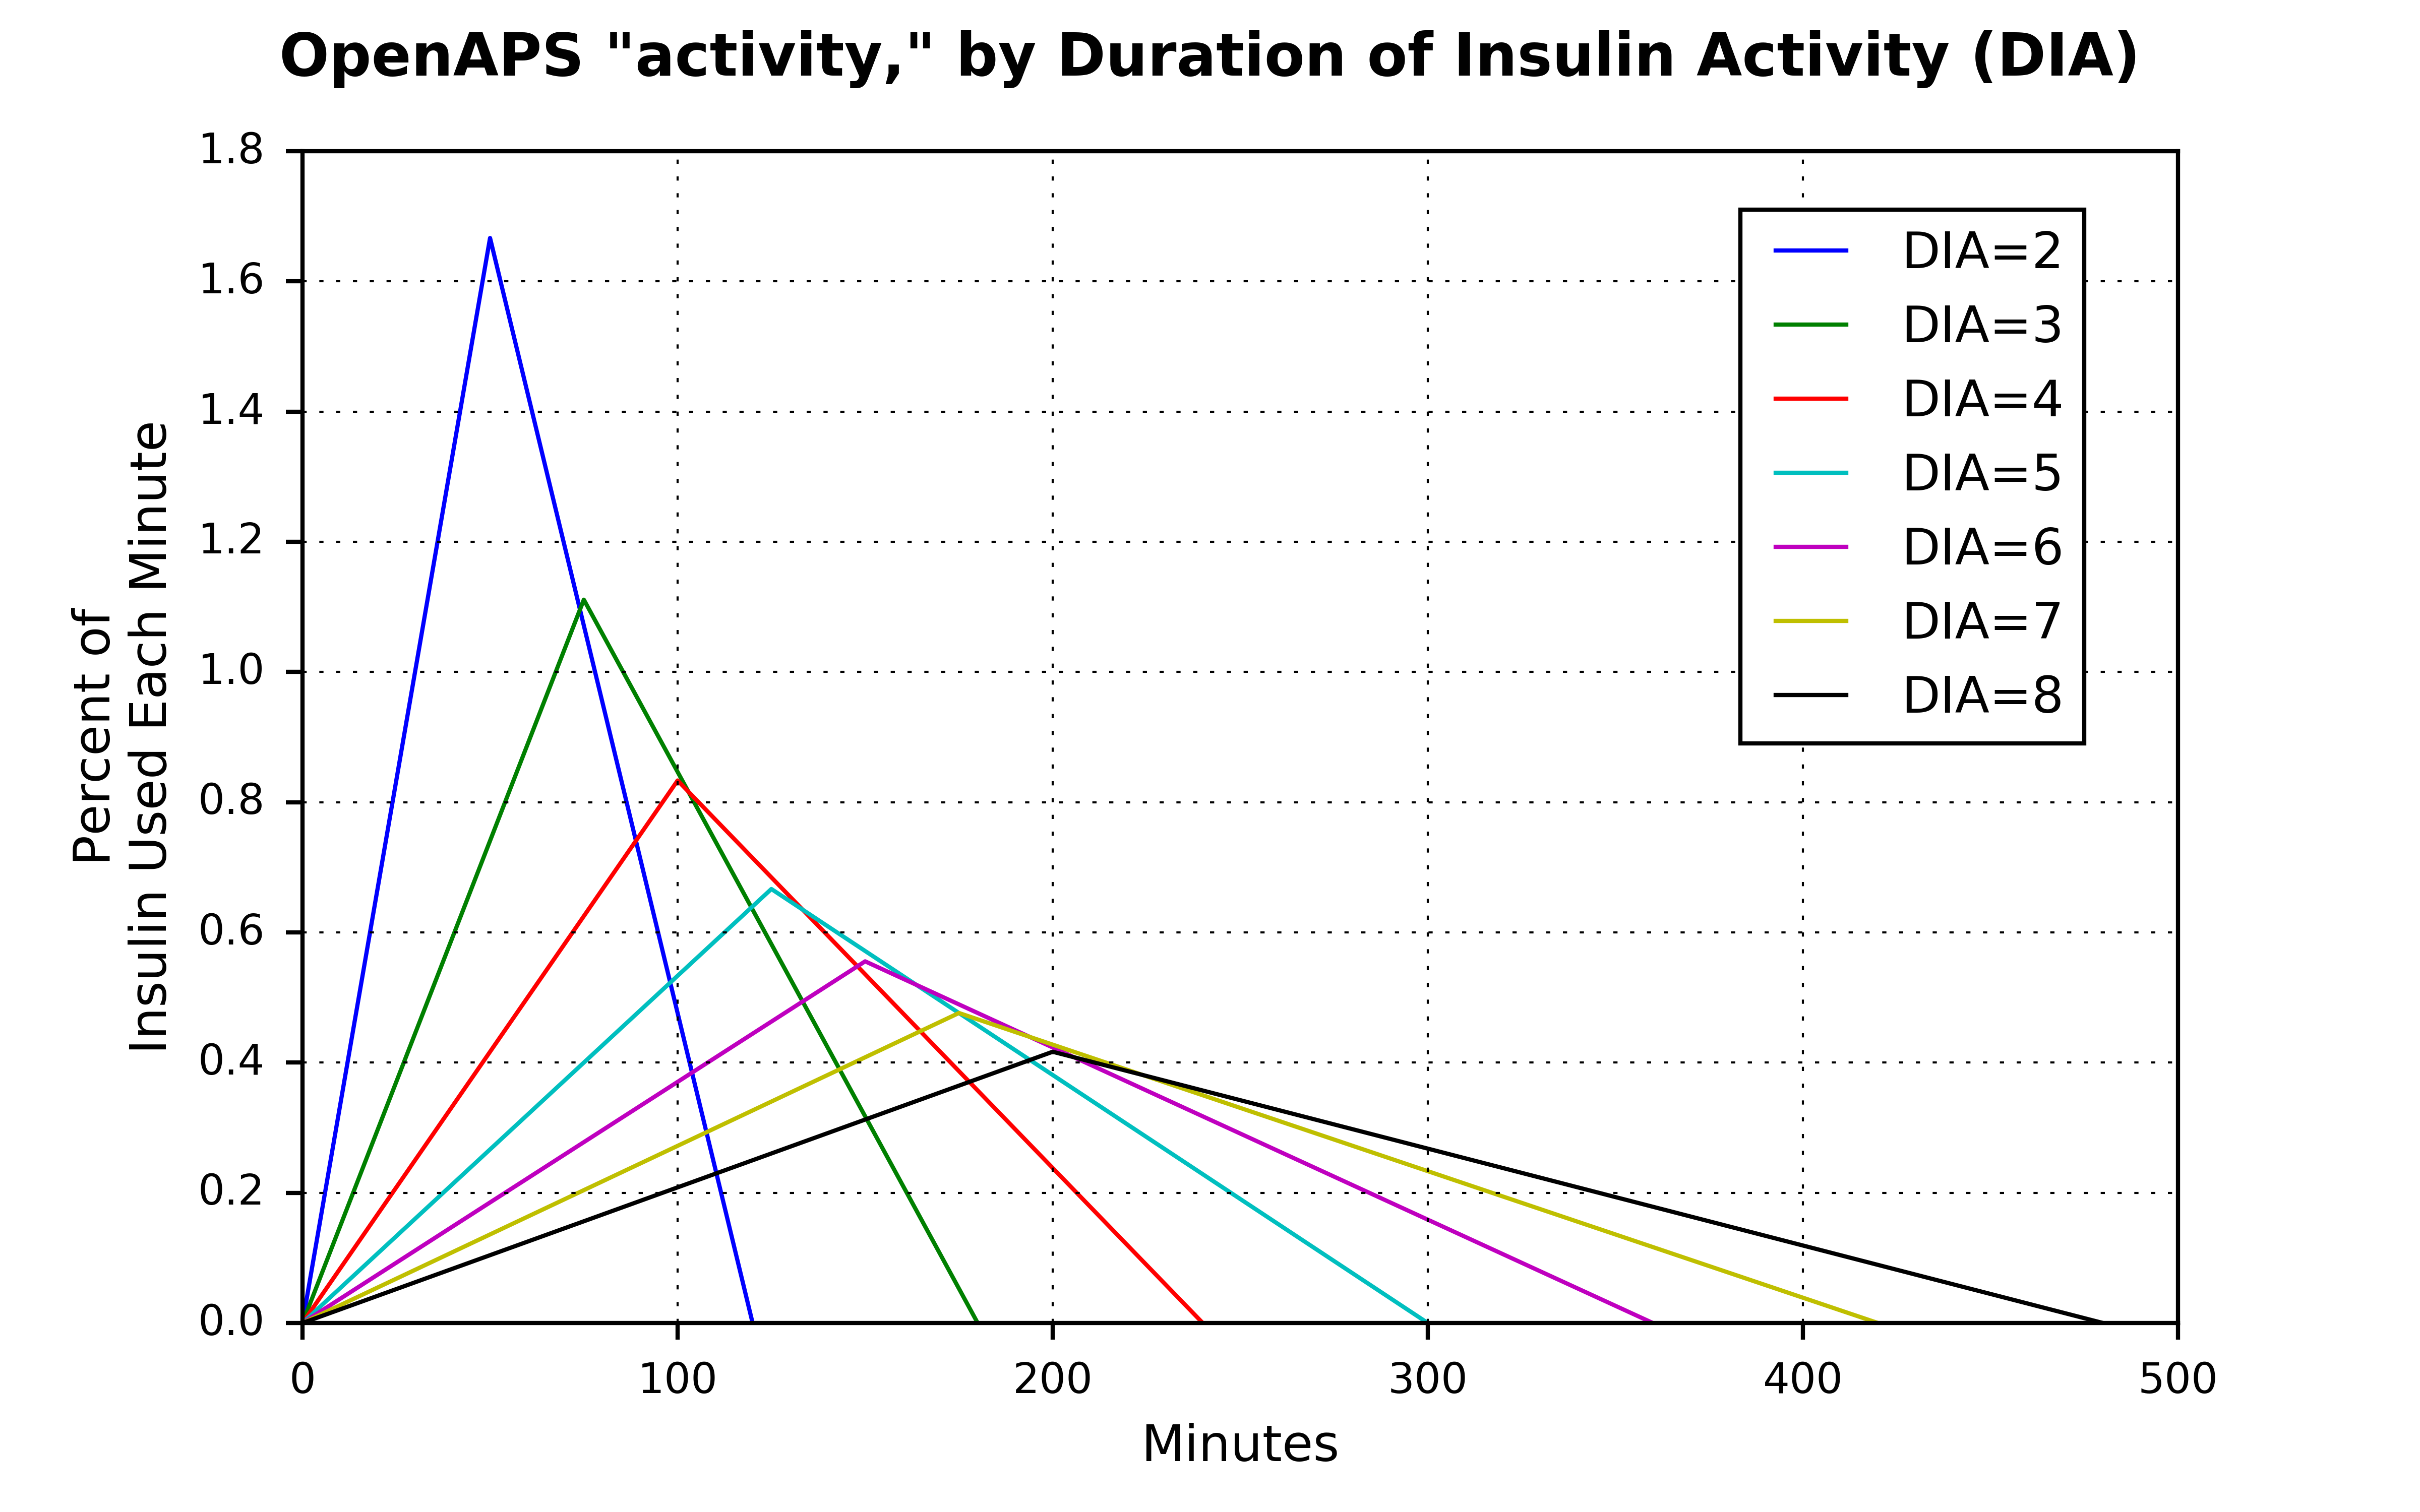 OpenAPS "activity," by Duration of Insulin Activity (DIA)
Percent of
Insulin Used Each Minute
1.8
1.6
1.4
1.2
1.0
0.8
0.6
0.4
0.2
0.0
0
100
200
300
400
500
Minutes
DIA=2
DIA=3
DIA=4
DIA=5
DIA=6
DIA=7
DIA=8